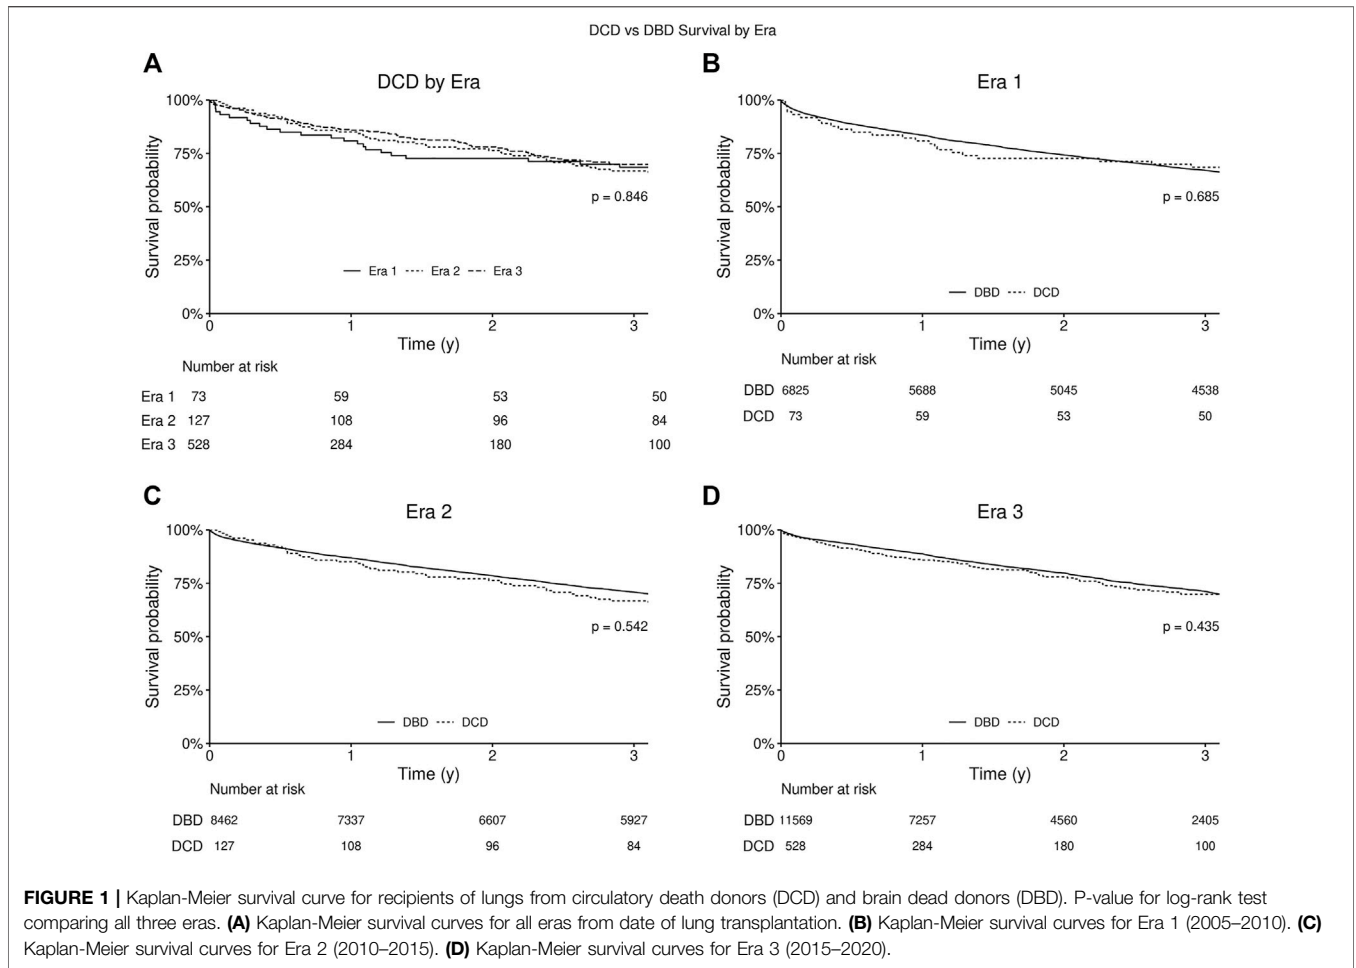 DCD vs DBD Survival by Era
A
DCD by Era
Survival probability
100%
75%
50%
25%
0%
p = 0.846
Era 1 Era 2 Era 3
0 1 2 3
Time (y)
Number at risk
Era 1 73 59 53 50
Era 2 127 108 96 84
Era 3 528 284 180 100
B
Era 1
Survival probability
100%
75%
50%
25%
0%
p = 0.685
DBD DCD
0 1 2 3
Time (y)
Number at risk
DBD 6825 5688 5045 4538
DCD 73 59 53 50
C
Era 2
Survival probability
100%
75%
50%
25%
0%
p = 0.542
DBD DCD
0 1 2 3
Time (y)
Number at risk
DBD 8462 7337 6607 5927
DCD 127 108 96 84
D
Era 3
Survival probability
100%
75%
50%
25%
0%
p = 0.435
DBD DCD
0 1 2 3
Time (y)
Number at risk
DBD 11569 7257 4560 2405
DCD 528 284 180 100
FIGURE 1 | Kaplan-Meier survival curve for recipients of lungs from circulatory death donors (DCD) and brain dead donors (DBD). P-value for log-rank test
comparing all three eras. (A) Kaplan-Meier survival curves for all eras from date of lung transplantation. (B) Kaplan-Meier survival curves for Era 1 (2005–2010). (C)
Kaplan-Meier survival curves for Era 2 (2010–2015). (D) Kaplan-Meier survival curves for Era 3 (2015–2020).